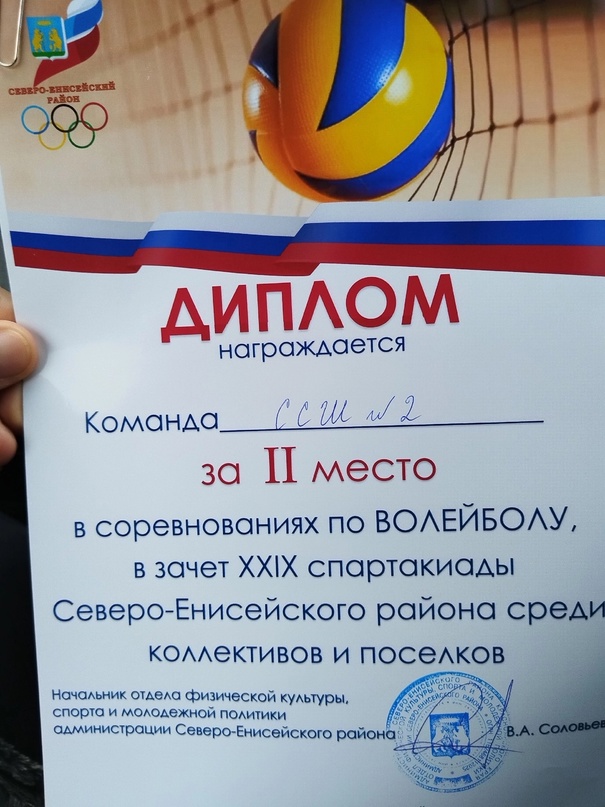 СЕВЕРО-ЕНИСЕЙСКИЙ
РАЙОН
ДИПЛОМ
награждается
Команда ССШ №2
за II место
в соревнованиях по ВОЛЕЙБОЛУ,
в зачет XXIX спартакиады
Северо-Енисейского района среди
коллективов и поселков
Начальник отдела физической культуры,
спорта и молодежной политики
администрации Северо-Енисейского района
В.А. Соловьев